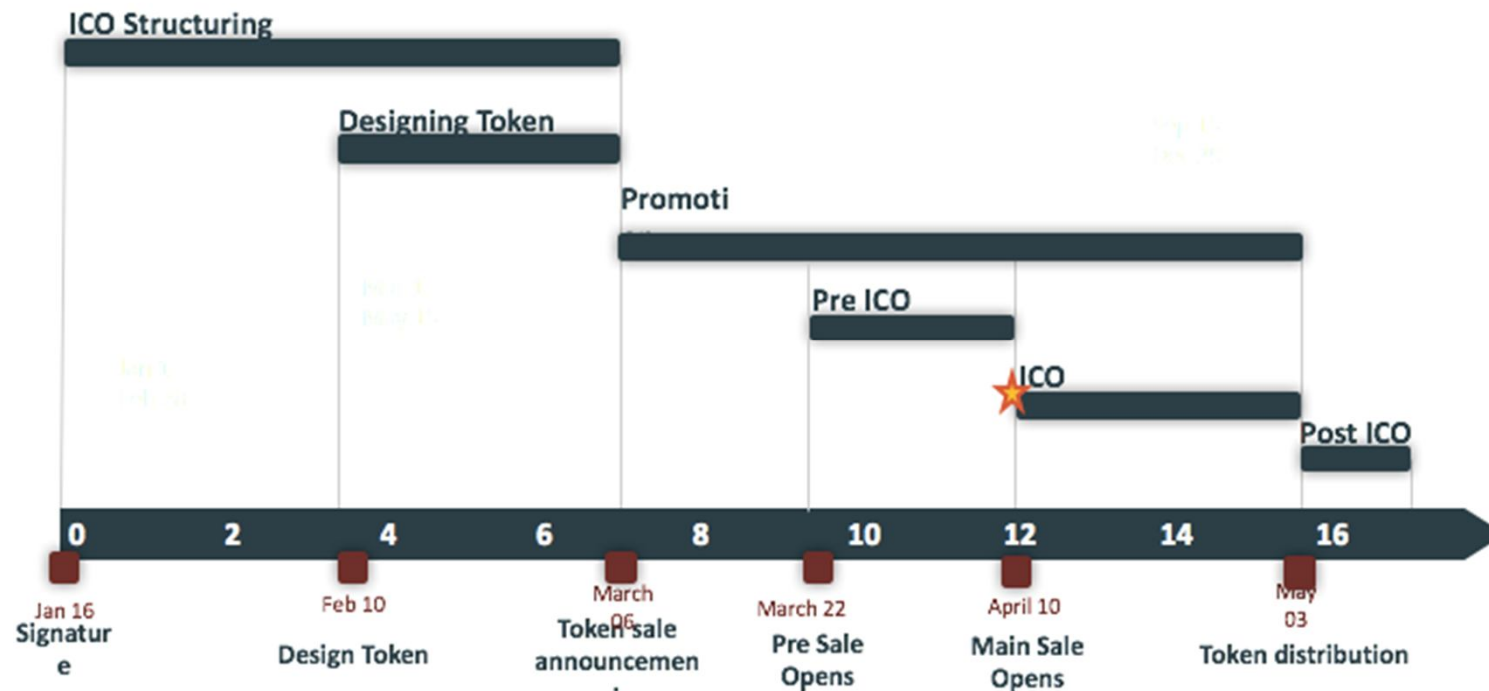 ICO Structuring
Designing Token
Promoti
Pre ICO
ICO
Post ICO
0 2 4 6 8 10 12 14 16
Jan 16
Signatur
e
Feb 10
Design Token
March
06
Token sale
announcemen
March 22
Pre Sale
Opens
April 10
Main Sale
Opens
May
03
Token distribution